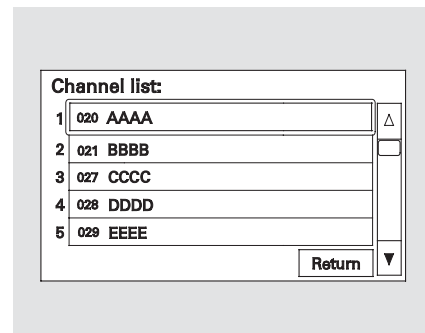 Channel list:
1 020 AAAA
2 021 BBBB
3 027 CCCC
4 028 DDDD
5 029 EEEE
Return